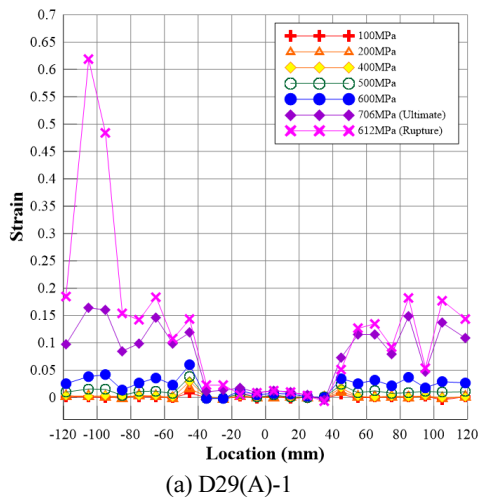 0.7
0.65
0.6
0.55
0.5
0.45
0.4
0.35
0.3
0.25
0.2
0.15
0.1
0.05
0
Strain
100MPa
200MPa
400MPa
500MPa
600MPa
706MPa (Ultimate)
612MPa (Rupture)
-120 -100 -80 -60 -40 -20 0 20 40 60 80 100 120
Location (mm)
(a) D29(A)-1